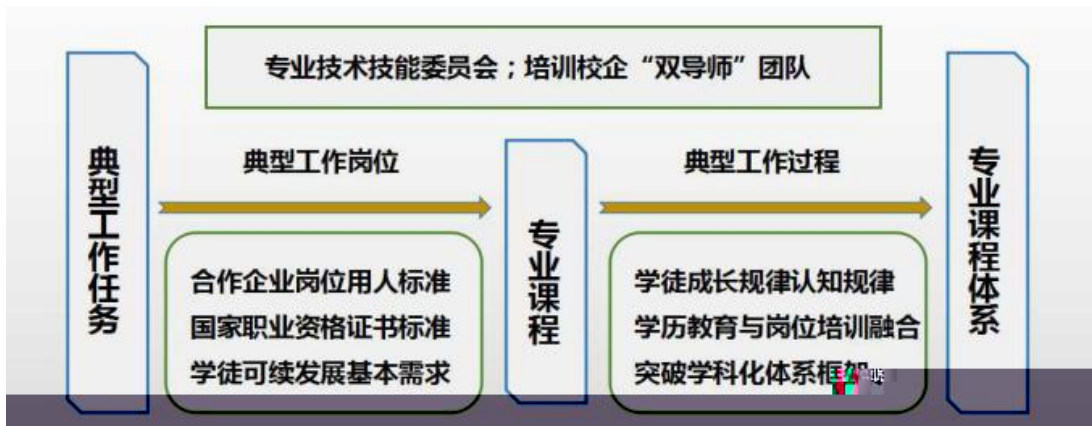 专业技术技能委员会；培训校企“双导师”团队
典型工作任务
典型工作岗位
合作企业岗位用人标准
国家职业资格证书标准
学徒可续发展基本需求
专业课程
典型工作过程
学徒成长规律认知规律
学历教育与岗位培训融合
突破学科化体系框
专业课程体系